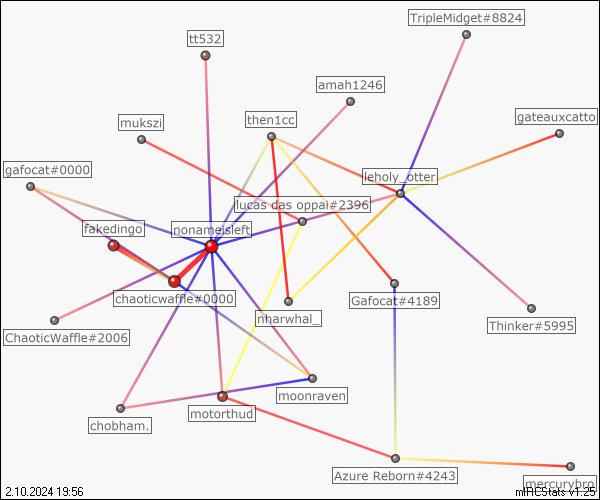 TripleMidget#8824
tt532
amah1246
gateauxcatto
then1cc
mukszi
gafocat#0000
leholy_otter
lucas das oppai#2396
fakedingo
nonameisleft
chaoticwaffle#0000
Gafocat#4189
nharwhal_
Thinker#5995
ChaoticWaffle#2006
moonraven
motorthud
chobham.
Azure Reborn#4243
mercurybro
2.10.2024 19:56
mIRCStats v1.25